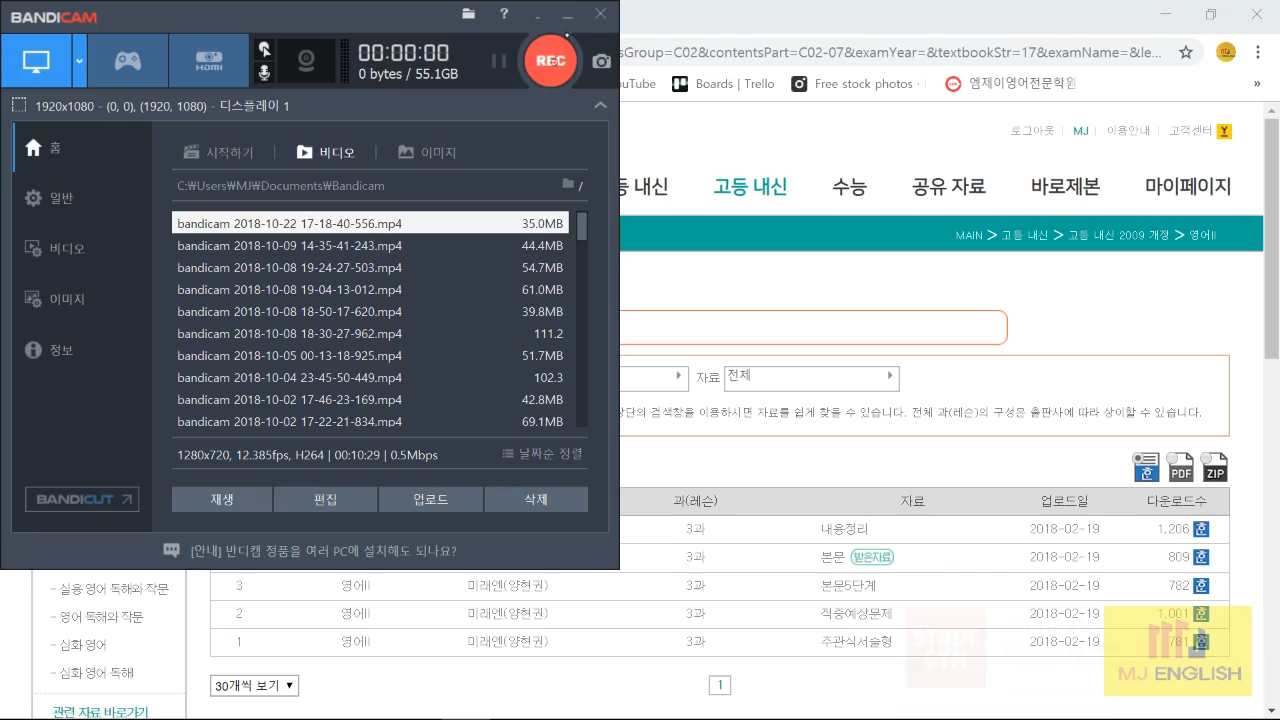 BANDICAM
?
HDMI
00:00:00
0 bytes / 55.1GB
REC
1920x1080 - (0, 0), (1920, 1080) - 디스플레이 1
홈
일반
비디오
이미지
정보
BANDICUT
시작하기 | 비디오 | 이미지
C:₩Users₩MJ₩Documents₩Bandicam
/
bandicam 2018-10-22 17-18-40-556.mp4 35.0MB
bandicam 2018-10-09 14-35-41-243.mp4 44.4MB
bandicam 2018-10-08 19-24-27-503.mp4 54.7MB
bandicam 2018-10-08 19-04-13-012.mp4 61.0MB
bandicam 2018-10-08 18-50-17-620.mp4 39.8MB
bandicam 2018-10-08 18-30-27-962.mp4 111.2
bandicam 2018-10-05 00-13-18-925.mp4 51.7MB
bandicam 2018-10-04 23-45-50-449.mp4 102.3
bandicam 2018-10-02 17-46-23-169.mp4 42.8MB
bandicam 2018-10-02 17-22-21-834.mp4 69.1MB
1280x720, 12.385fps, H264 | 00:10:29 | 0.5Mbps 날짜순 정렬
재생 편집 업로드 삭제
[안내] 반디캠 정품을 여러 PC에 설치해도 되나요?
sGroup=C02&contentsPart=C02-07&examYear=&textbookStr=17&examName=&le...
uTube Boards | Trello Free stock photos · 엠제이영어전문학원 »
로그아웃 | MJ | 이용안내 | 고객센터 Y
등 내신 고등 내신 수능 공유 자료 바로제본 마이페이지
MAIN > 고등 내신 > 고등 내신 2009 개정 > 영어II
자료 전체
상단의 검색창을 이용하시면 자료를 쉽게 찾을 수 있습니다. 전체 과(레슨)의 구성은 출판사에 따라 상이할 수 있습니다.
호 PDF ZIP
과(레슨) 자료 업로드일 다운로드수
3과 내용정리 2018-02-19 1,206 호
3과 본문 받은자료 2018-02-19 809 호
3 영어II 미래엔(양현권) 3과 본문5단계 2018-02-19 782 호
2 영어II 미래엔(양현권) 3과 적중예상문제 2018-02-19 1,001 호
1 영어II 미래엔(양현권) 3과 주관식서술형 2018-02-19 781 호
- 실용 영어 독해와 작문
- 영어 독해와 작문
- 심화 영어
- 심화 영어 독해
관련 자료 바로가기
30개씩 보기 ▼
1
MJ ENGLISH